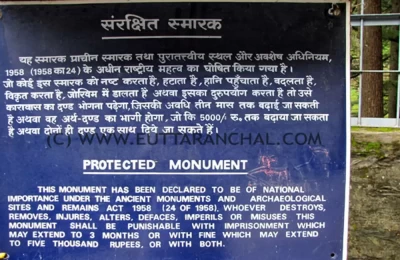 संरक्षित स्मारक
यह स्मारक प्राचीन स्मारक तथा पुरातत्वीय स्थल और अवशेष अधिनियम,
1958 (1958 का 24) के अधीन राष्ट्रीय महत्व का घोषित किया गया है।
जो कोई इस स्मारक को नष्ट करता है, हटाता है, हानि पहुँचाता है, बदलता है,
विकृत करता है, जोखिम में डालता है अथवा इसका दुरुपयोग करता है तो उसे
कारावास का दण्ड भोगना पड़ेगा, जिसकी अवधि तीन मास तक बढ़ाई जा सकती
है अथवा वह अर्थ-दण्ड का भागी होगा, जो कि 5000/ रु. तक बढ़ाया जा सकता
है अथवा दोनों ही दण्ड एक साथ दिये जा सकते हैं।
(C) WWW.EUTTARANCHAL.COM
PROTECTED MONUMENT
THIS MONUMENT HAS BEEN DECLARED TO BE OF NATIONAL
IMPORTANCE UNDER THE ANCIENT MONUMENTS AND ARCHAEOLOGICAL
SITES AND REMAINS ACT 1958 (24 OF 1958). WHOEVER DESTROYS,
REMOVES, INJURES, ALTERS, DEFACES, IMPERILS OR MISUSES THIS
MONUMENT SHALL BE PUNISHABLE WITH IMPRISONMENT WHICH
MAY EXTEND TO 3 MONTHS OR WITH FINE WHICH MAY EXTEND
TO FIVE THOUSAND RUPEES, OR WITH BOTH.